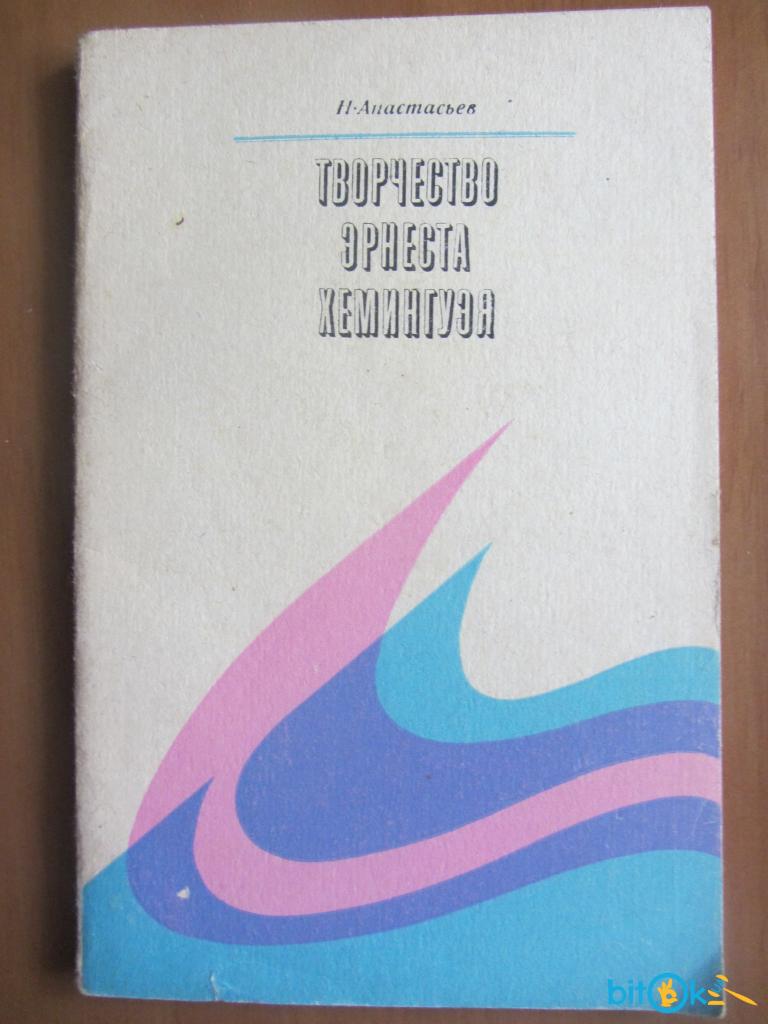 Н·Анастасьев
ТВОРЧЕСТВО
ЭРНЕСТА
ХЕМИНГУЭЯ
bitok